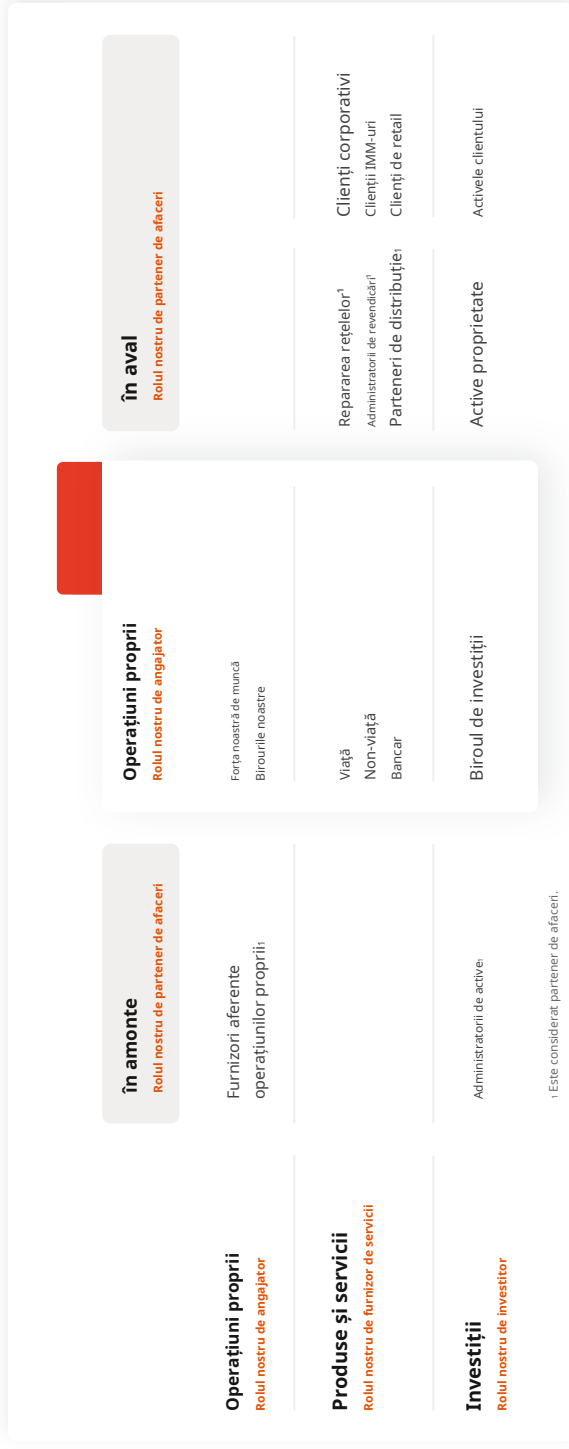 în amonte
Rolul nostru de partener de afaceri
Operațiuni proprii
Rolul nostru de angajator
în aval
Rolul nostru de partener de afaceri
Operațiuni proprii
Rolul nostru de angajator
Furnizori aferente
operațiunilor proprii¹
Forța noastră de muncă
Birourile noastre
Produse și servicii
Rolul nostru de furnizor de servicii
Viață
Non-viață
Bancar
Repararea rețelelor¹
Administratorii de revendicări¹
Parteneri de distribuție¹
Clienți corporativi
Clienții IMM-uri
Clienți de retail
Investiții
Rolul nostru de investitor
Administratorii de active¹
Biroul de investiții
Active proprietate
Activele clientului
¹ Este considerat partener de afaceri.